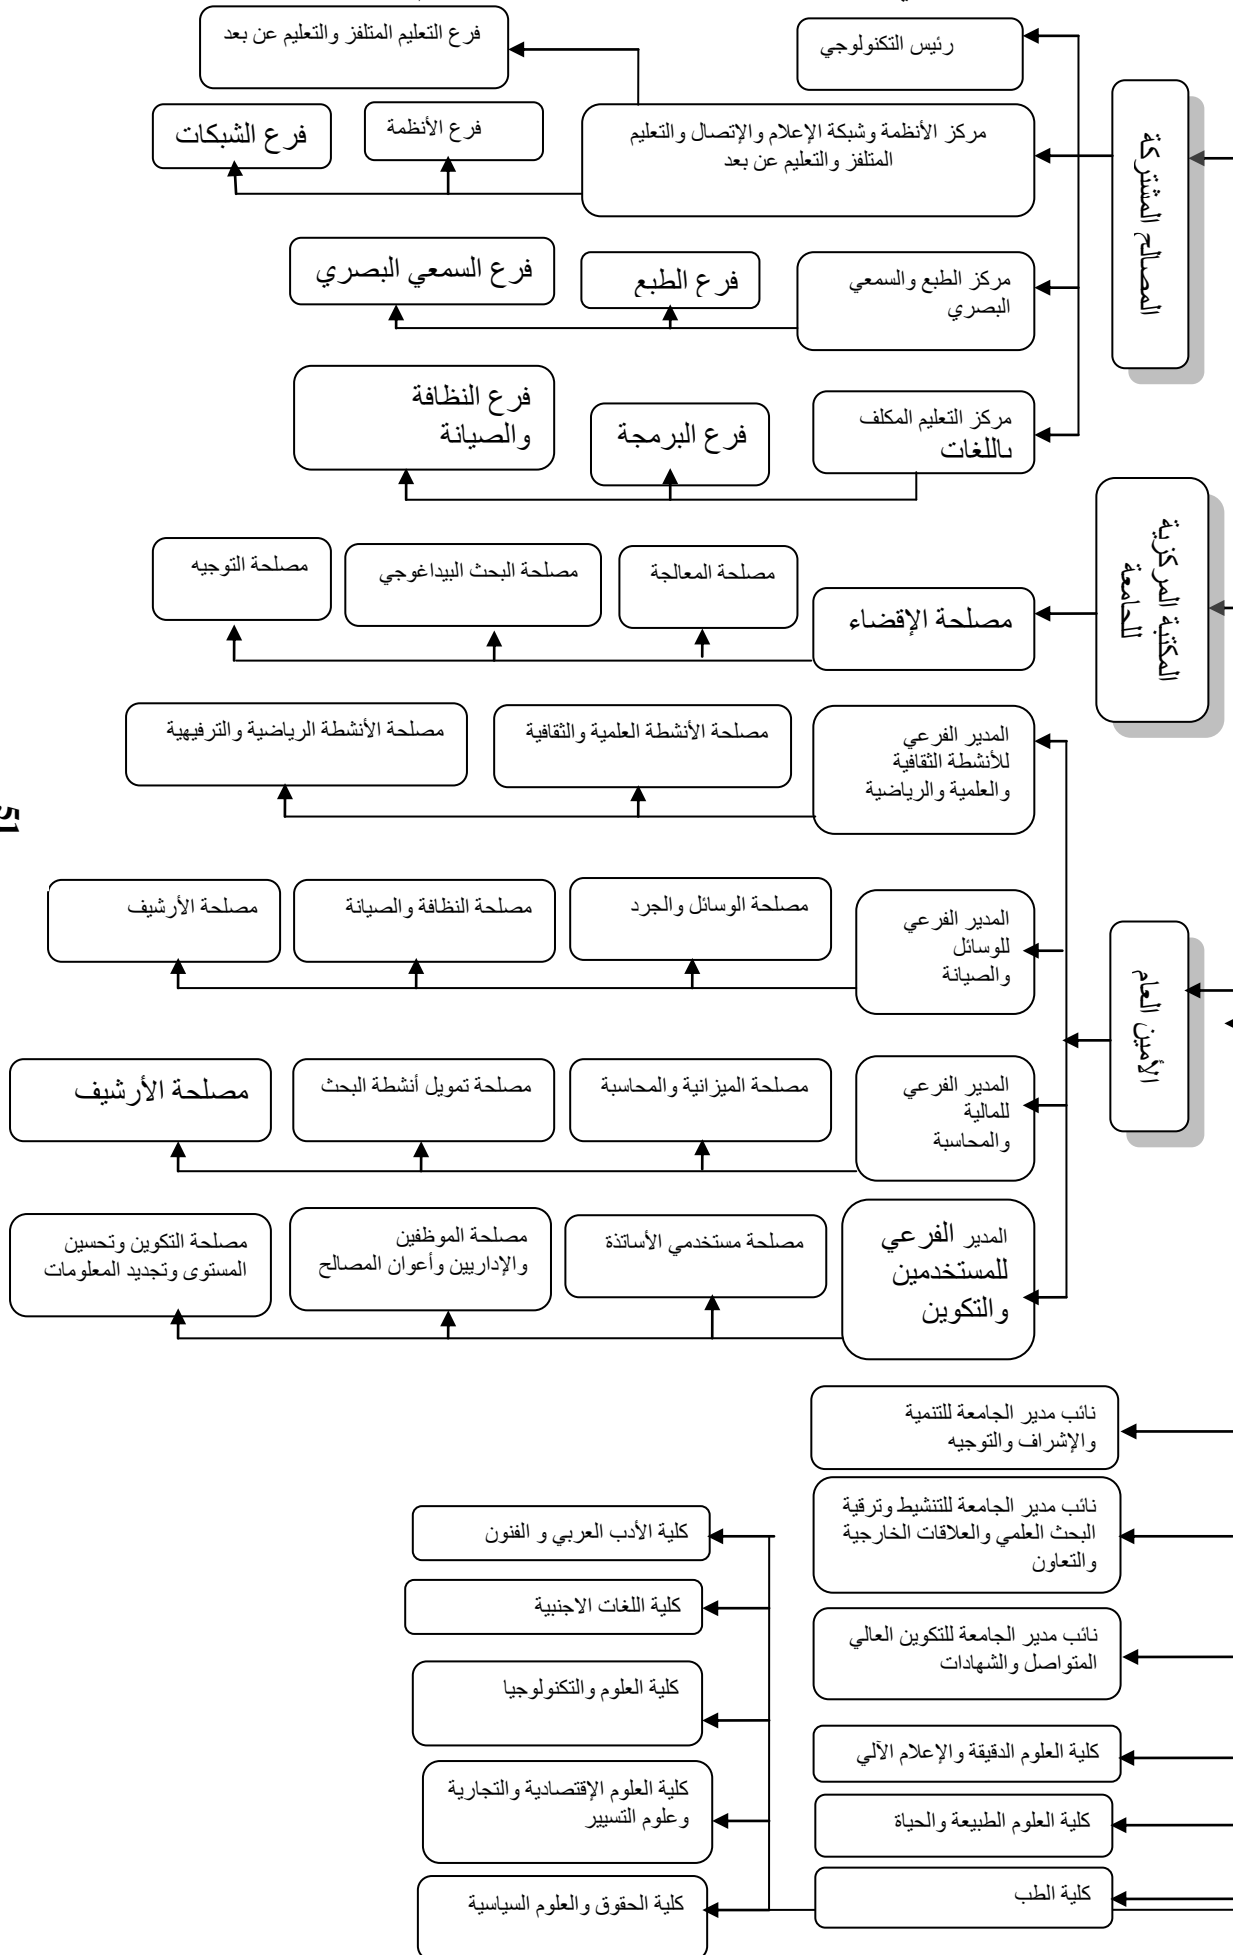 رئيس التكنولوجي
فرع التعليم المتلفز والتعليم عن بعد
المصالح المشتركة
مركز الأنظمة وشبكة الإعلام والإتصال والتعليم
المتلفز والتعليم عن بعد
فرع الأنظمة
فرع الشبكات
مركز الطبع والسمعي
البصري
فرع الطبع
فرع السمعي البصري
مركز التعليم المكلف
باللغات
فرع البرمجة
فرع النظافة
والصيانة
المكتبة المركزية
للجامعة
مصلحة الإقضاء
مصلحة المعالجة
مصلحة البحث البيداغوجي
مصلحة التوجيه
المدير الفرعي
للأنشطة الثقافية
والعلمية والرياضية
مصلحة الأنشطة العلمية والثقافية
مصلحة الأنشطة الرياضية والترفيهية
51
الأمين العام
المدير الفرعي
للوسائل
والصيانة
مصلحة الوسائل والجرد
مصلحة النظافة والصيانة
مصلحة الأرشيف
المدير الفرعي
للمالية
والمحاسبة
مصلحة الميزانية والمحاسبة
مصلحة تمويل أنشطة البحث
مصلحة الأرشيف
المدير الفرعي
للمستخدمين
والتكوين
مصلحة مستخدمي الأساتذة
مصلحة الموظفين
والإداريين وأعوان المصالح
مصلحة التكوين وتحسين
المستوى وتجديد المعلومات
نائب مدير الجامعة للتنمية
والإشراف والتوجيه
نائب مدير الجامعة للتنشيط وترقية
البحث العلمي والعلاقات الخارجية
والتعاون
نائب مدير الجامعة للتكوين العالي
المتواصل والشهادات
كلية العلوم الدقيقة والإعلام الآلي
كلية العلوم الطبيعة والحياة
كلية الطب
كلية الأدب العربي و الفنون
كلية اللغات الاجنبية
كلية العلوم والتكنولوجيا
كلية العلوم الإقتصادية والتجارية
وعلوم التسيير
كلية الحقوق والعلوم السياسية